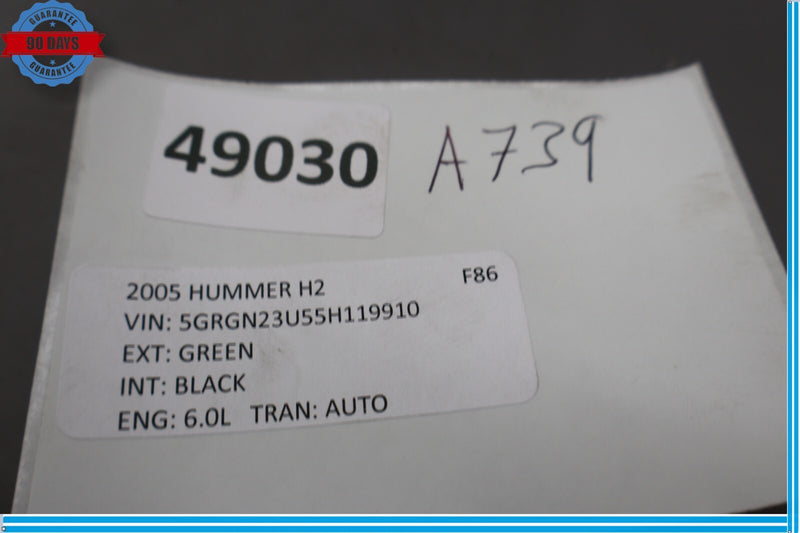 GUARANTEE
90 DAYS
GUARANTEE
49030
A739
2005 HUMMER H2 F86
VIN: 5GRGN23U55H119910
EXT: GREEN
INT: BLACK
ENG: 6.0L TRAN: AUTO